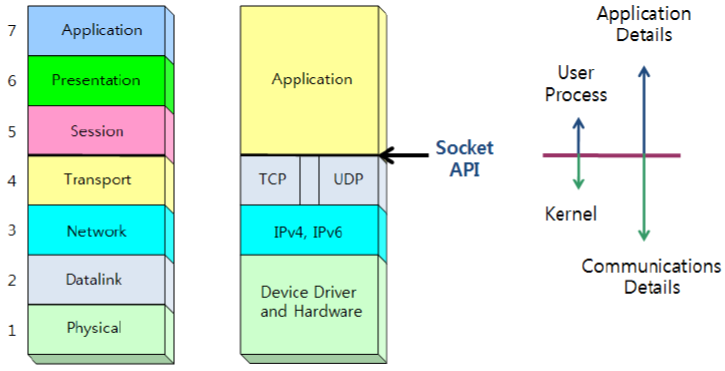 7 Application
6 Presentation
5 Session
4 Transport
3 Network
2 Datalink
1 Physical
Application
TCP UDP
IPv4, IPv6
Device Driver
and Hardware
Socket
API
Application
Details
User
Process
Kernel
Communications
Details